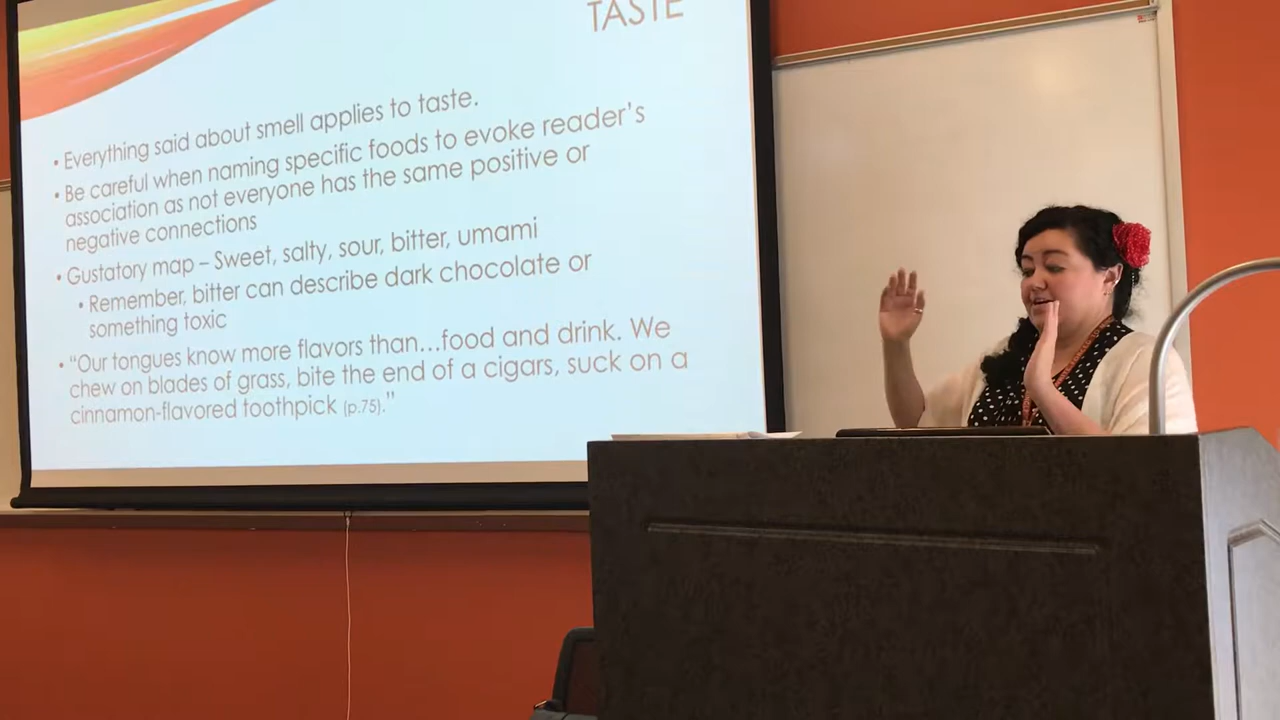 TASTE
• Everything said about smell applies to taste.
• Be careful when naming specific foods to evoke reader's
association as not everyone has the same positive or
negative connections
• Gustatory map – Sweet, salty, sour, bitter, umami
• Remember, bitter can describe dark chocolate or
something toxic
• "Our tongues know more flavors than…food and drink. We
chew on blades of grass, bite the end of a cigars, suck on a
cinnamon-flavored toothpick (p.75)."